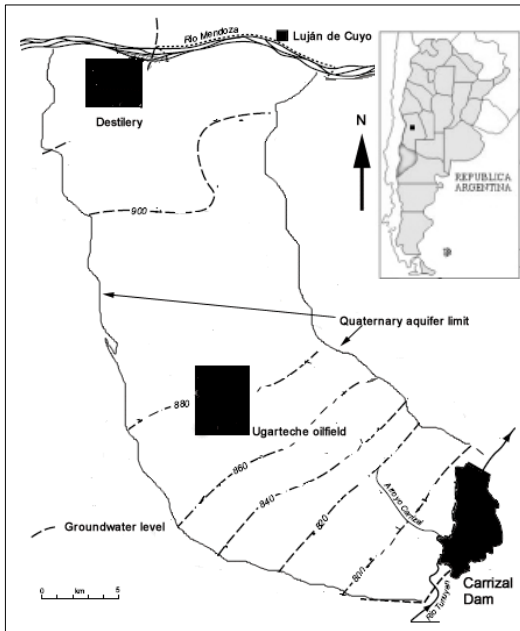 Río Mendoza
Luján de Cuyo
Destilery
N
REPUBLICA
ARGENTINA
900
Quaternary aquifer limit
880
Ugarteche oilfield
860
840
820
800
Arroyo Carrizal
Groundwater level
0 km 5
Carrizal
Dam
Río Tunuyán